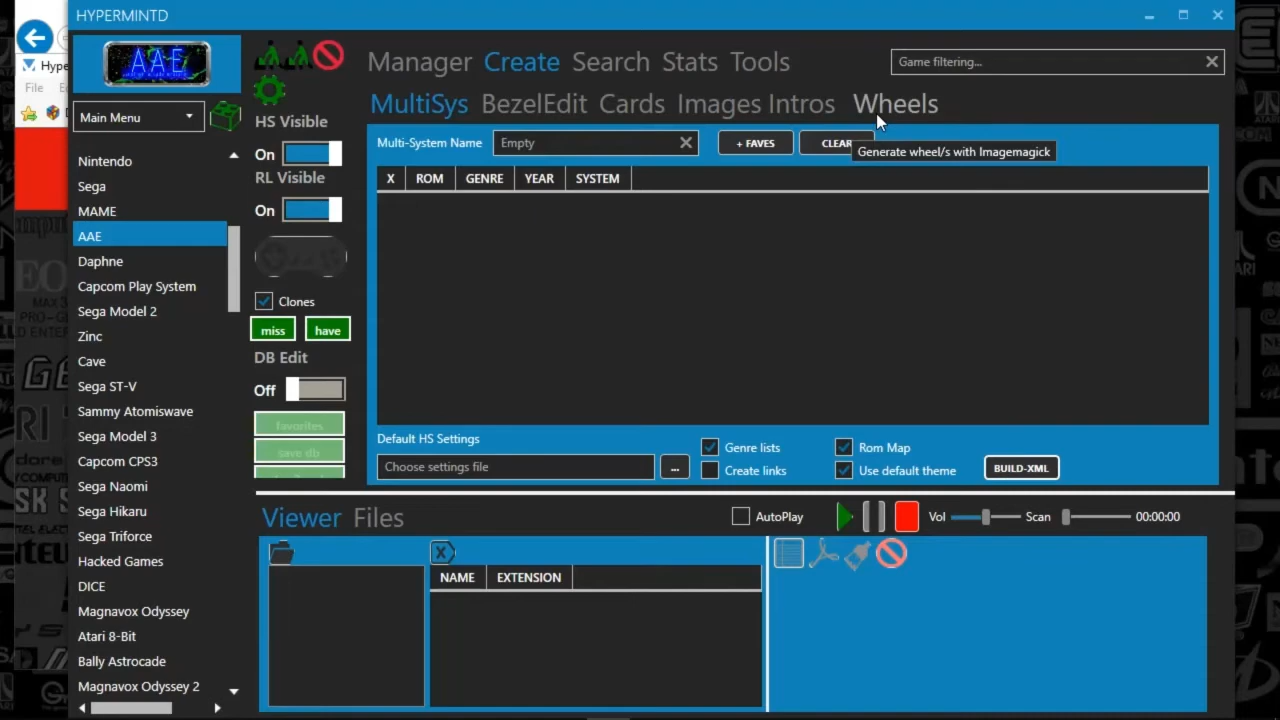 HYPERMINTD
AAE
Hype
File
Main Menu
Nintendo
Sega
MAME
AAE
Daphne
Capcom Play System
Sega Model 2
Zinc
Cave
Sega ST-V
Sammy Atomiswave
Sega Model 3
Capcom CPS3
Sega Naomi
Sega Hikaru
Sega Triforce
Hacked Games
DICE
Magnavox Odyssey
Atari 8-Bit
Bally Astrocade
Magnavox Odyssey 2
HS Visible
On
RL Visible
On
Clones
miss have
DB Edit
Off
favorites
save db
Manager Create Search Stats Tools
Game filtering...
MultiSys BezelEdit Cards Images Intros Wheels
Multi-System Name Empty + FAVES CLEAR
Generate wheel/s with Imagemagick
X ROM GENRE YEAR SYSTEM
Default HS Settings
Choose settings file ...
Genre lists Rom Map
Create links Use default theme
BUILD-XML
Viewer Files
AutoPlay Vol Scan 00:00:00
X
NAME EXTENSION